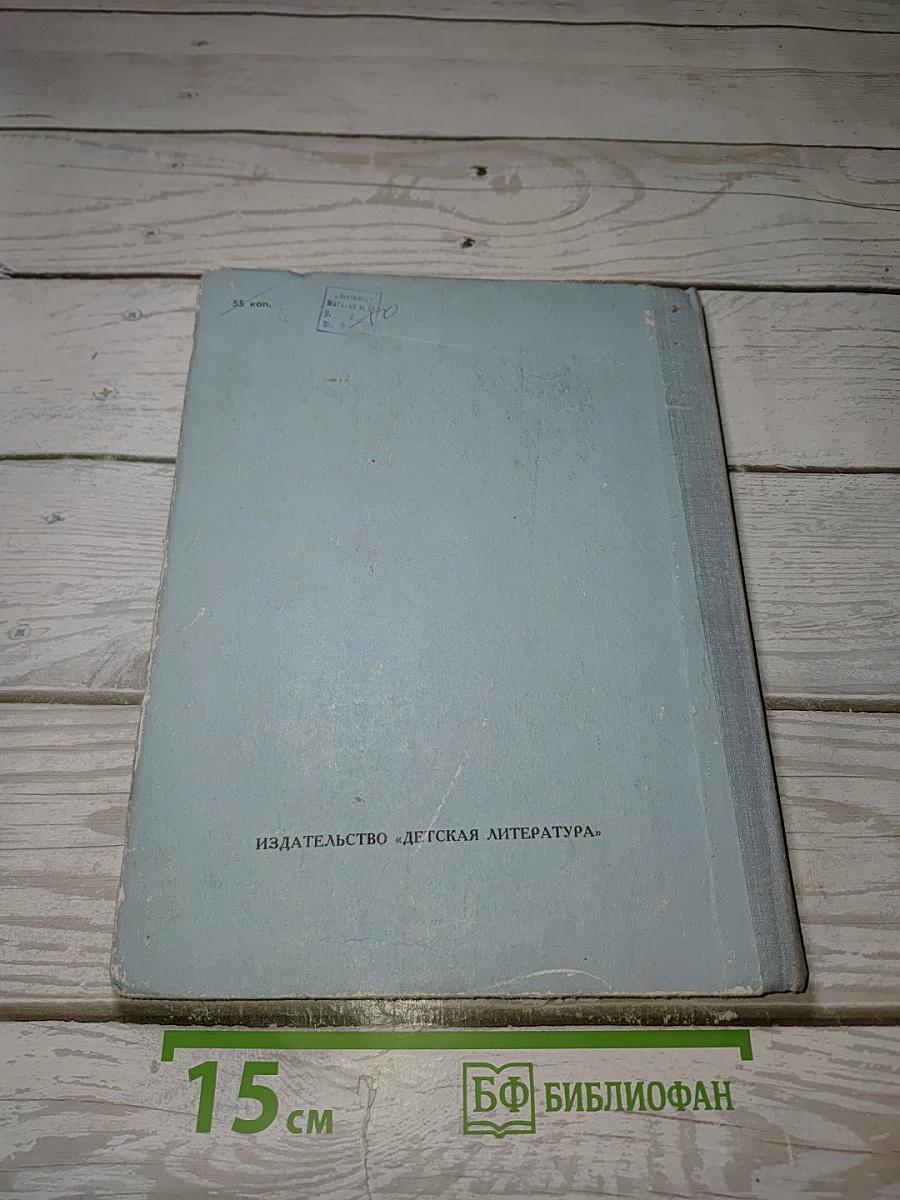 55 коп.
ИЗДАТЕЛЬСТВО «ДЕТСКАЯ ЛИТЕРАТУРА»
15 см
БФ БИБЛИОФАН